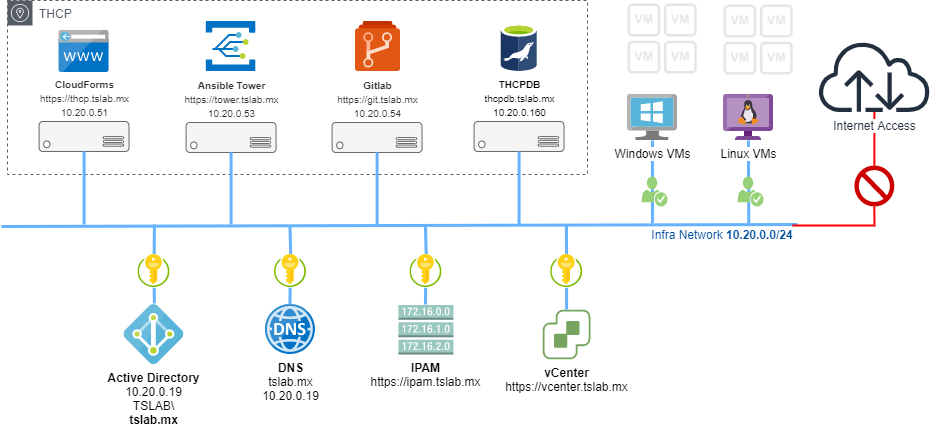 THCP
WWW
CloudForms
https://thcp.tslab.mx
10.20.0.51
Ansible Tower
https://tower.tslab.mx
10.20.0.53
Gitlab
https://git.tslab.mx
10.20.0.54
THCPDB
thcpdb.tslab.mx
10.20.0.160
VM
VM
VM
VM
VM
VM
VM
VM
Windows VMs
Linux VMs
Internet Access
Infra Network 10.20.0.0/24
Active Directory
10.20.0.19
TSLAB\
tslab.mx
DNS
DNS
tslab.mx
10.20.0.19
172.16.0.0
172.16.1.0
172.16.2.0
IPAM
https://ipam.tslab.mx
vCenter
https://vcenter.tslab.mx